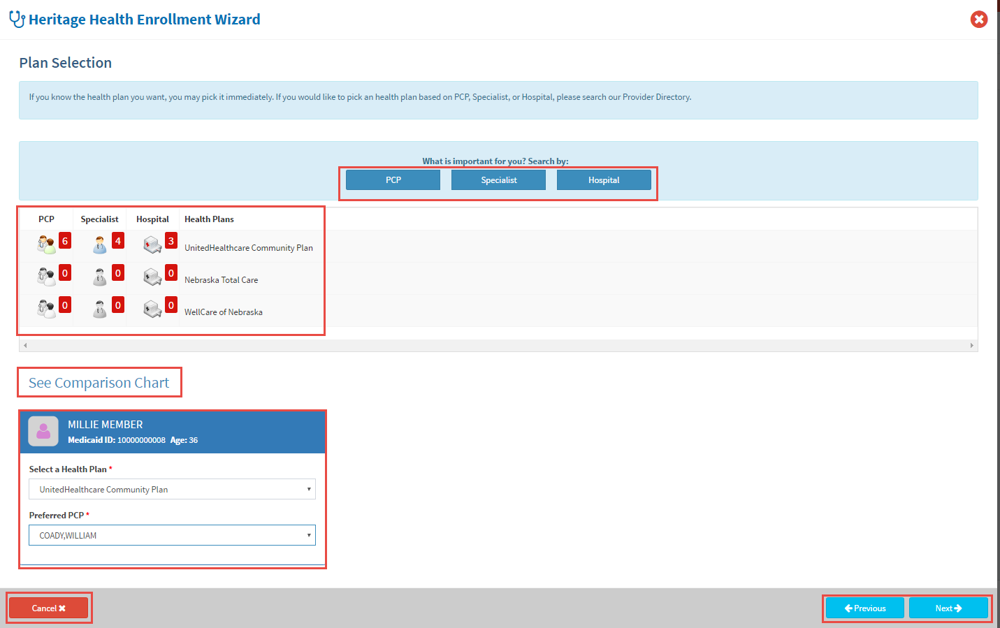 Heritage Health Enrollment Wizard
Plan Selection
If you know the health plan you want, you may pick it immediately. If you would like to pick an health plan based on PCP, Specialist, or Hospital, please search our Provider Directory.
What is important for you? Search by:
PCP Specialist Hospital
PCP Specialist Hospital Health Plans
6 4 3 UnitedHealthcare Community Plan
0 0 0 Nebraska Total Care
0 0 0 WellCare of Nebraska
See Comparison Chart
MILLIE MEMBER
Medicaid ID: 10000000008 Age: 36
Select a Health Plan *
UnitedHealthcare Community Plan
Preferred PCP *
COADY,WILLIAM
Cancel Previous Next